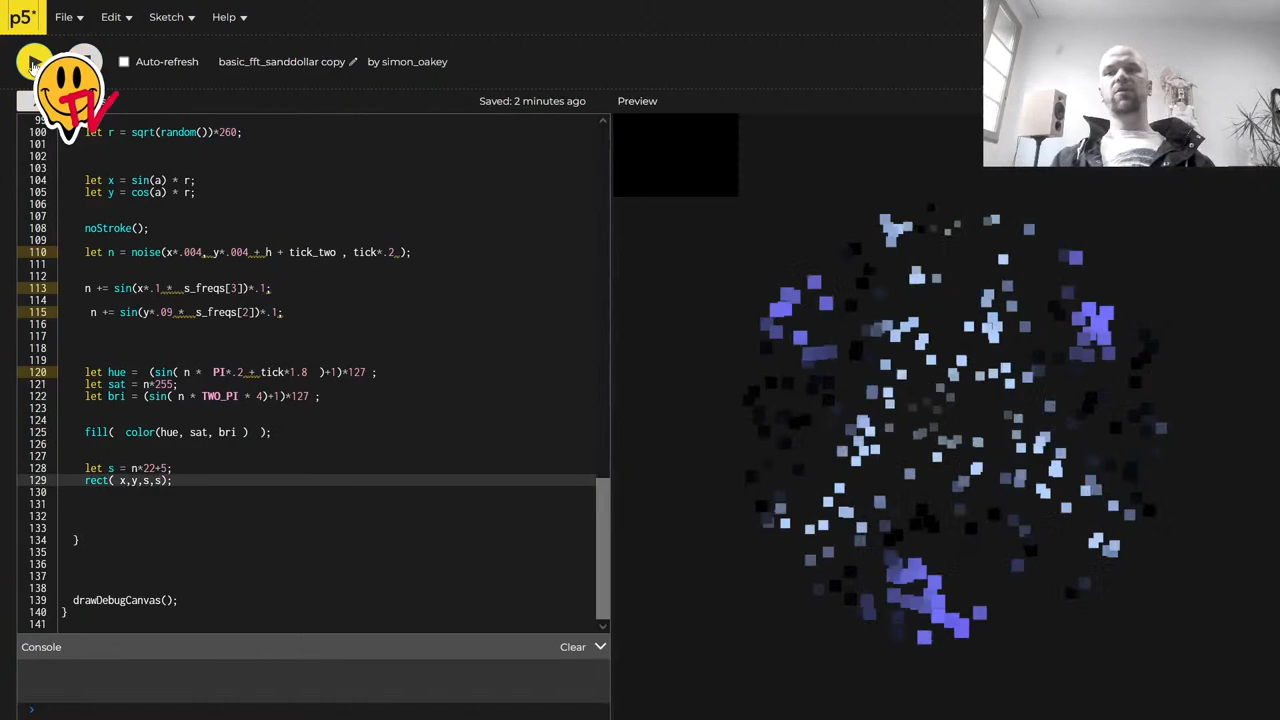 p5*
File
Edit
Sketch
Help
Auto-refresh
basic_fft_sanddollar copy
by simon_oakey
TV
Saved: 2 minutes ago
Preview
99
100 let r = sqrt(random())*260;
101
102
103
104 let x = sin(a) * r;
105 let y = cos(a) * r;
106
107
108 noStroke();
109
110 let n = noise(x*.004, y*.004 + h + tick_two , tick*.2 );
111
112
113 n += sin(x*.1 * s_freqs[3])*.1;
114
115 n += sin(y*.09 * s_freqs[2])*.1;
116
117
118
119
120 let hue = (sin( n * PI*.2 + tick*1.8 )+1)*127 ;
121 let sat = n*255;
122 let bri = (sin( n * TWO_PI * 4)+1)*127 ;
123
124
125 fill( color(hue, sat, bri ) );
126
127
128 let s = n*22+5;
129 rect( x,y,s,s);
130
131
132
133
134 }
135
136
137
138
139 drawDebugCanvas();
140 }
141
Console
Clear
>